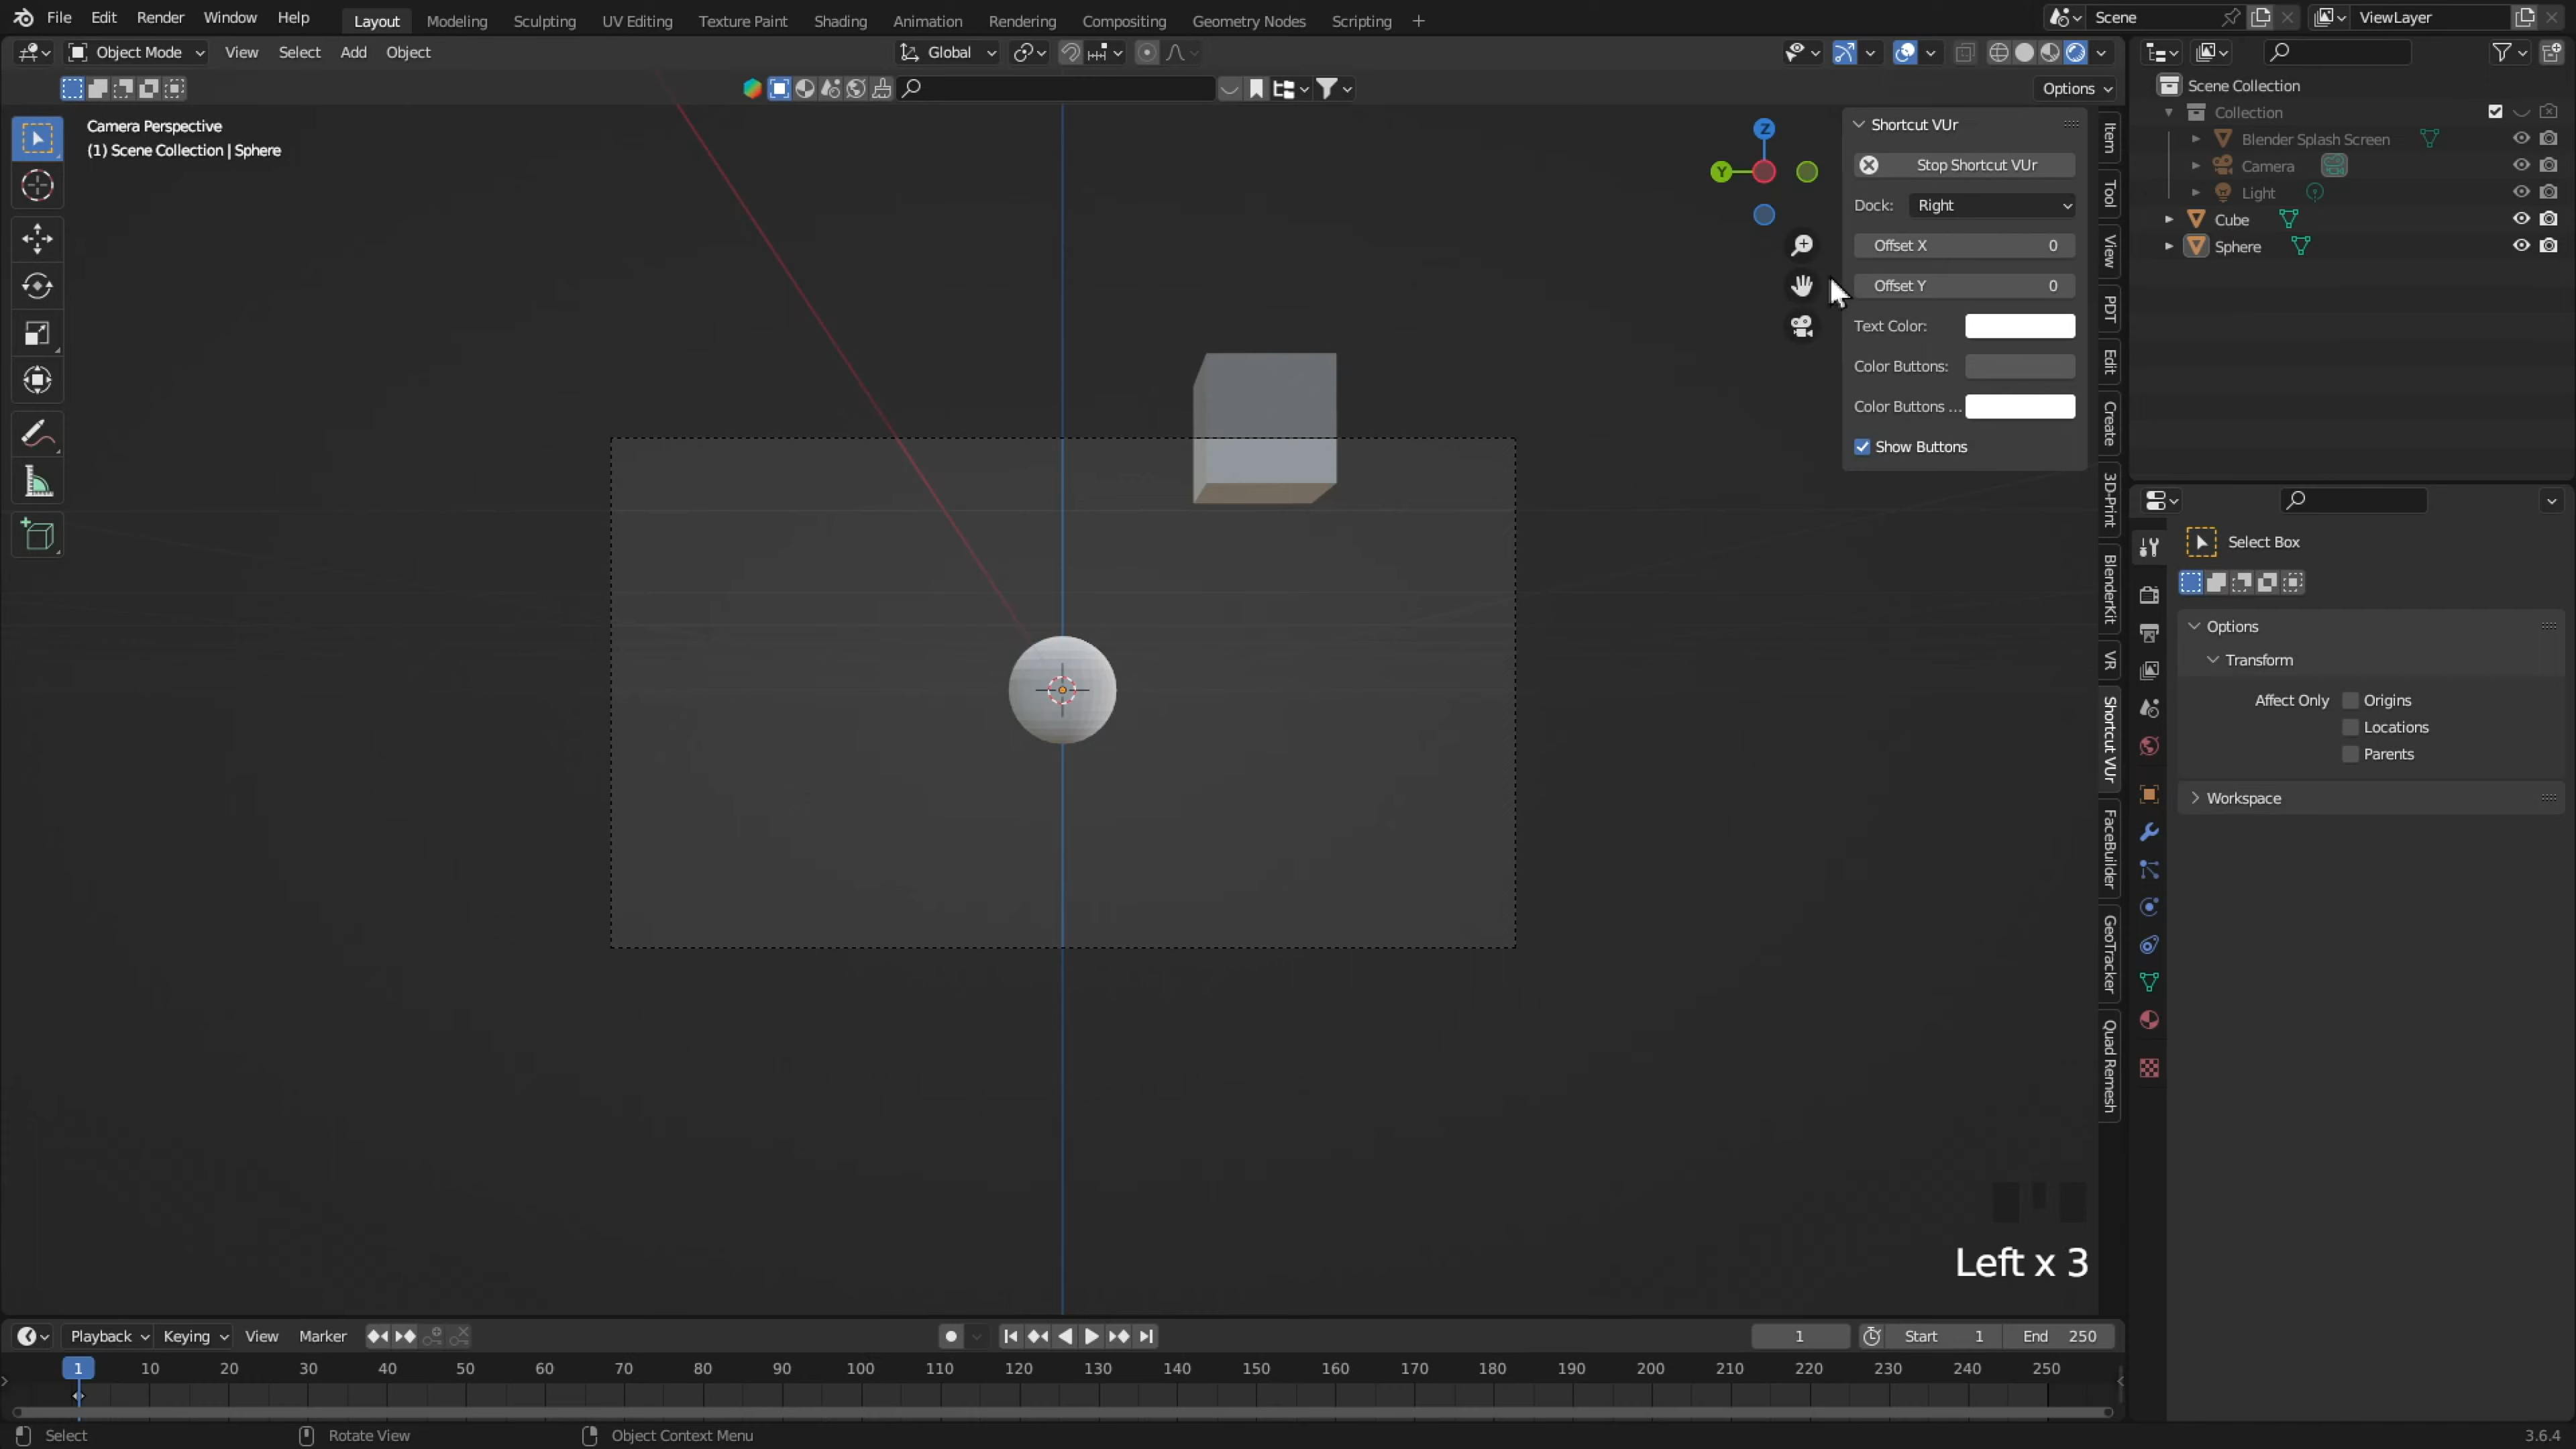 File Edit Render Window Help Layout Modeling Sculpting UV Editing Texture Paint Shading Animation Rendering Compositing Geometry Nodes Scripting + Scene ViewLayer
Object Mode View Select Add Object Global
Options
Camera Perspective
(1) Scene Collection | Sphere
Z
Y
Shortcut VUr
Stop Shortcut VUr
Dock: Right
Offset X 0
Offset Y 0
Text Color:
Color Buttons:
Color Buttons ...
Show Buttons
Item
Tool
View
PDT
Edit
Create
3D-Print
BlenderKit
VR
Shortcut VUr
FaceBuilder
GeoTracker
Quad Remesh
Scene Collection
Collection
Blender Splash Screen
Camera
Light
Cube
Sphere
Select Box
Options
Transform
Affect Only Origins
Locations
Parents
Workspace
Left x 3
Playback Keying View Marker 1 Start 1 End 250
1 10 20 30 40 50 60 70 80 90 100 110 120 130 140 150 160 170 180 190 200 210 220 230 240 250
Select Rotate View Object Context Menu 3.6.4